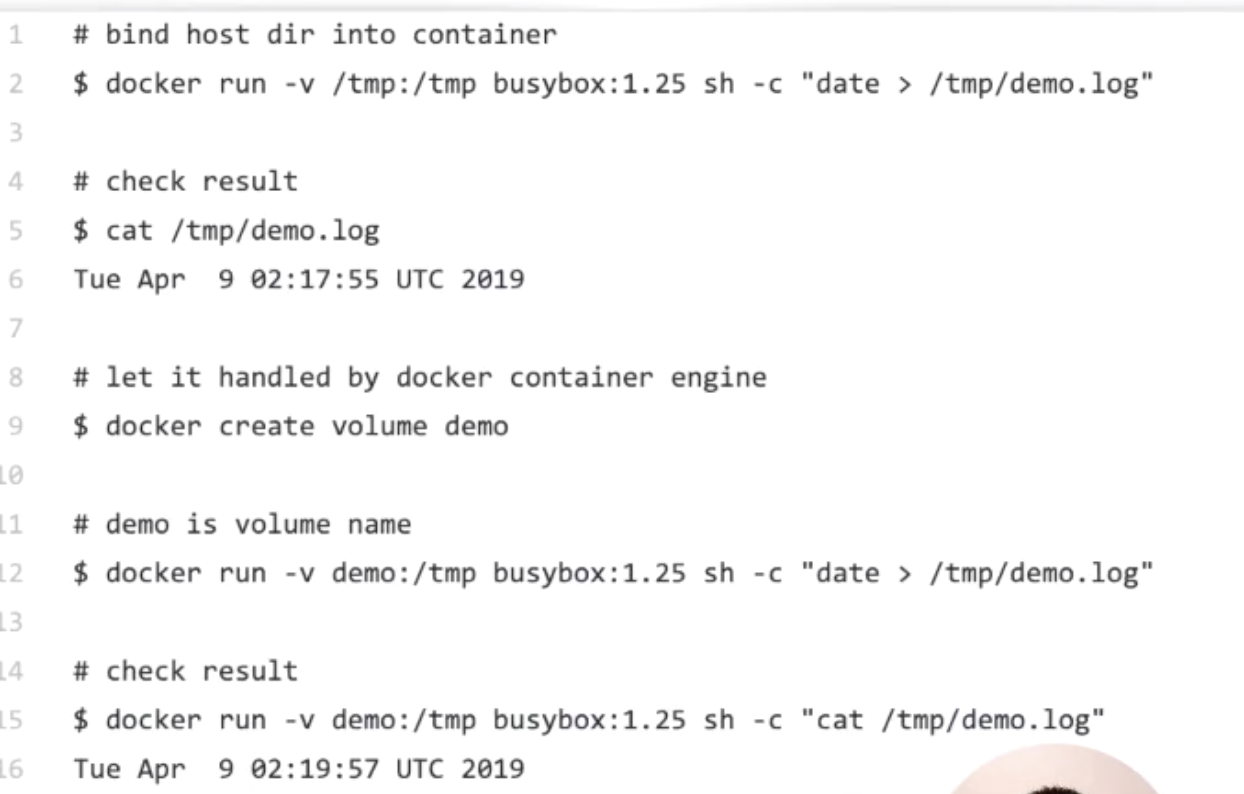 1 # bind host dir into container
2 $ docker run -v /tmp:/tmp busybox:1.25 sh -c "date > /tmp/demo.log"
3
4 # check result
5 $ cat /tmp/demo.log
6 Tue Apr  9 02:17:55 UTC 2019
7
8 # let it handled by docker container engine
9 $ docker create volume demo
10
11 # demo is volume name
12 $ docker run -v demo:/tmp busybox:1.25 sh -c "date > /tmp/demo.log"
13
14 # check result
15 $ docker run -v demo:/tmp busybox:1.25 sh -c "cat /tmp/demo.log"
16 Tue Apr  9 02:19:57 UTC 2019